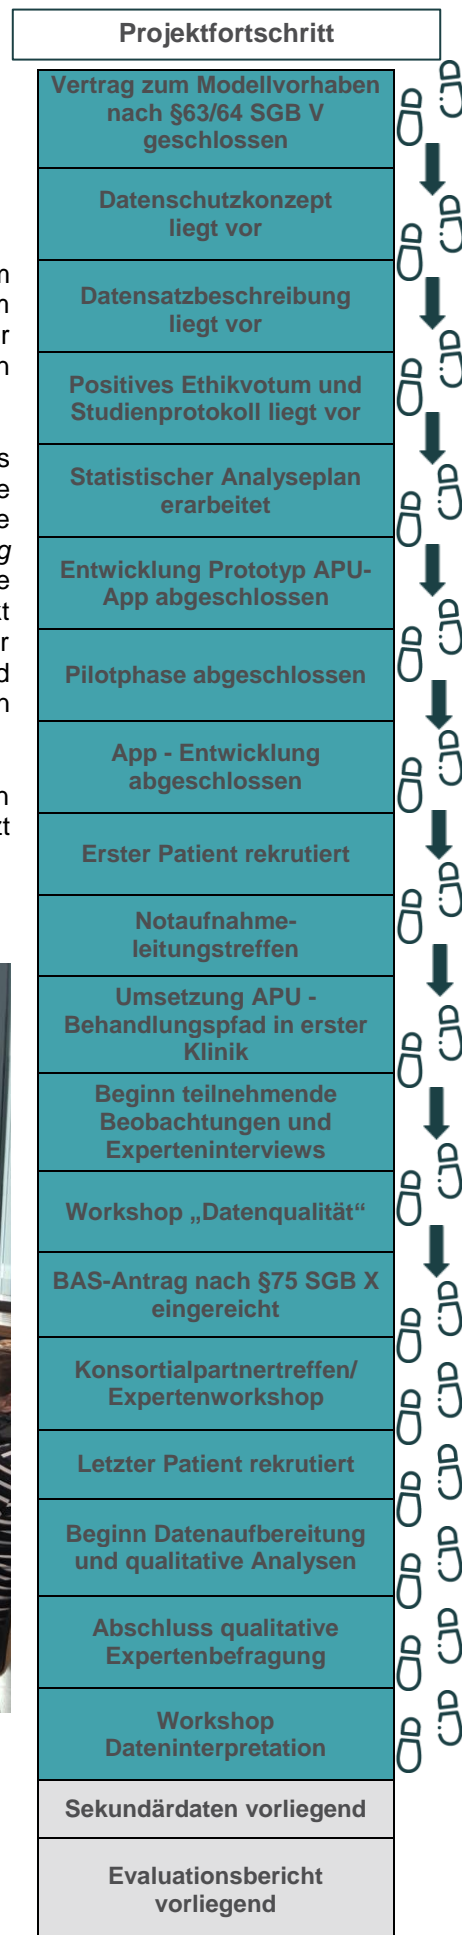 Projektfortschritt
Vertrag zum Modellvorhaben
nach §63/64 SGB V
geschlossen
Datenschutzkonzept
liegt vor
Datensatzbeschreibung
liegt vor
Positives Ethikvotum und
Studienprotokoll liegt vor
Statistischer Analyseplan
erarbeitet
Entwicklung Prototyp APU-
App abgeschlossen
Pilotphase abgeschlossen
App - Entwicklung
abgeschlossen
Erster Patient rekrutiert
Notaufnahme-
leitungstreffen
Umsetzung APU -
Behandlungspfad in erster
Klinik
Beginn teilnehmende
Beobachtungen und
Experteninterviews
Workshop „Datenqualität“
BAS-Antrag nach §75 SGB X
eingereicht
Konsortialpartnertreffen/
Expertenworkshop
Letzter Patient rekrutiert
Beginn Datenaufbereitung
und qualitative Analysen
Abschluss qualitative
Expertenbefragung
Workshop
Dateninterpretation
Sekundärdaten vorliegend
Evaluationsbericht
vorliegend